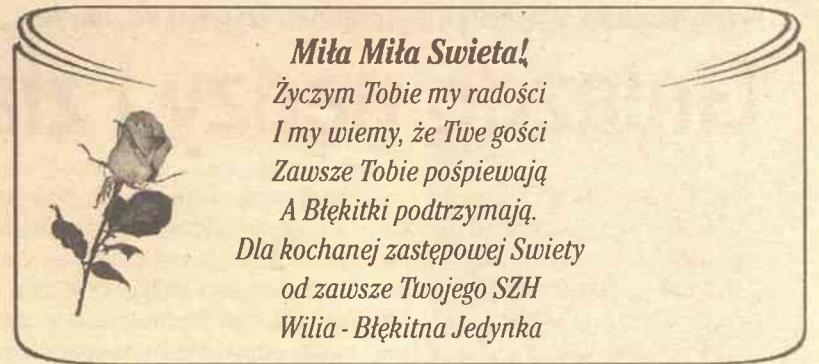 Miła Miła Swieta!
Życzym Tobie my radości
I my wiemy, że Twe gości
Zawsze Tobie pośpiewają
A Błękitki podtrzymają.
Dla kochanej zastępowej Swiety
od zawsze Twojego SZH
Wilia - Błękitna Jedynka